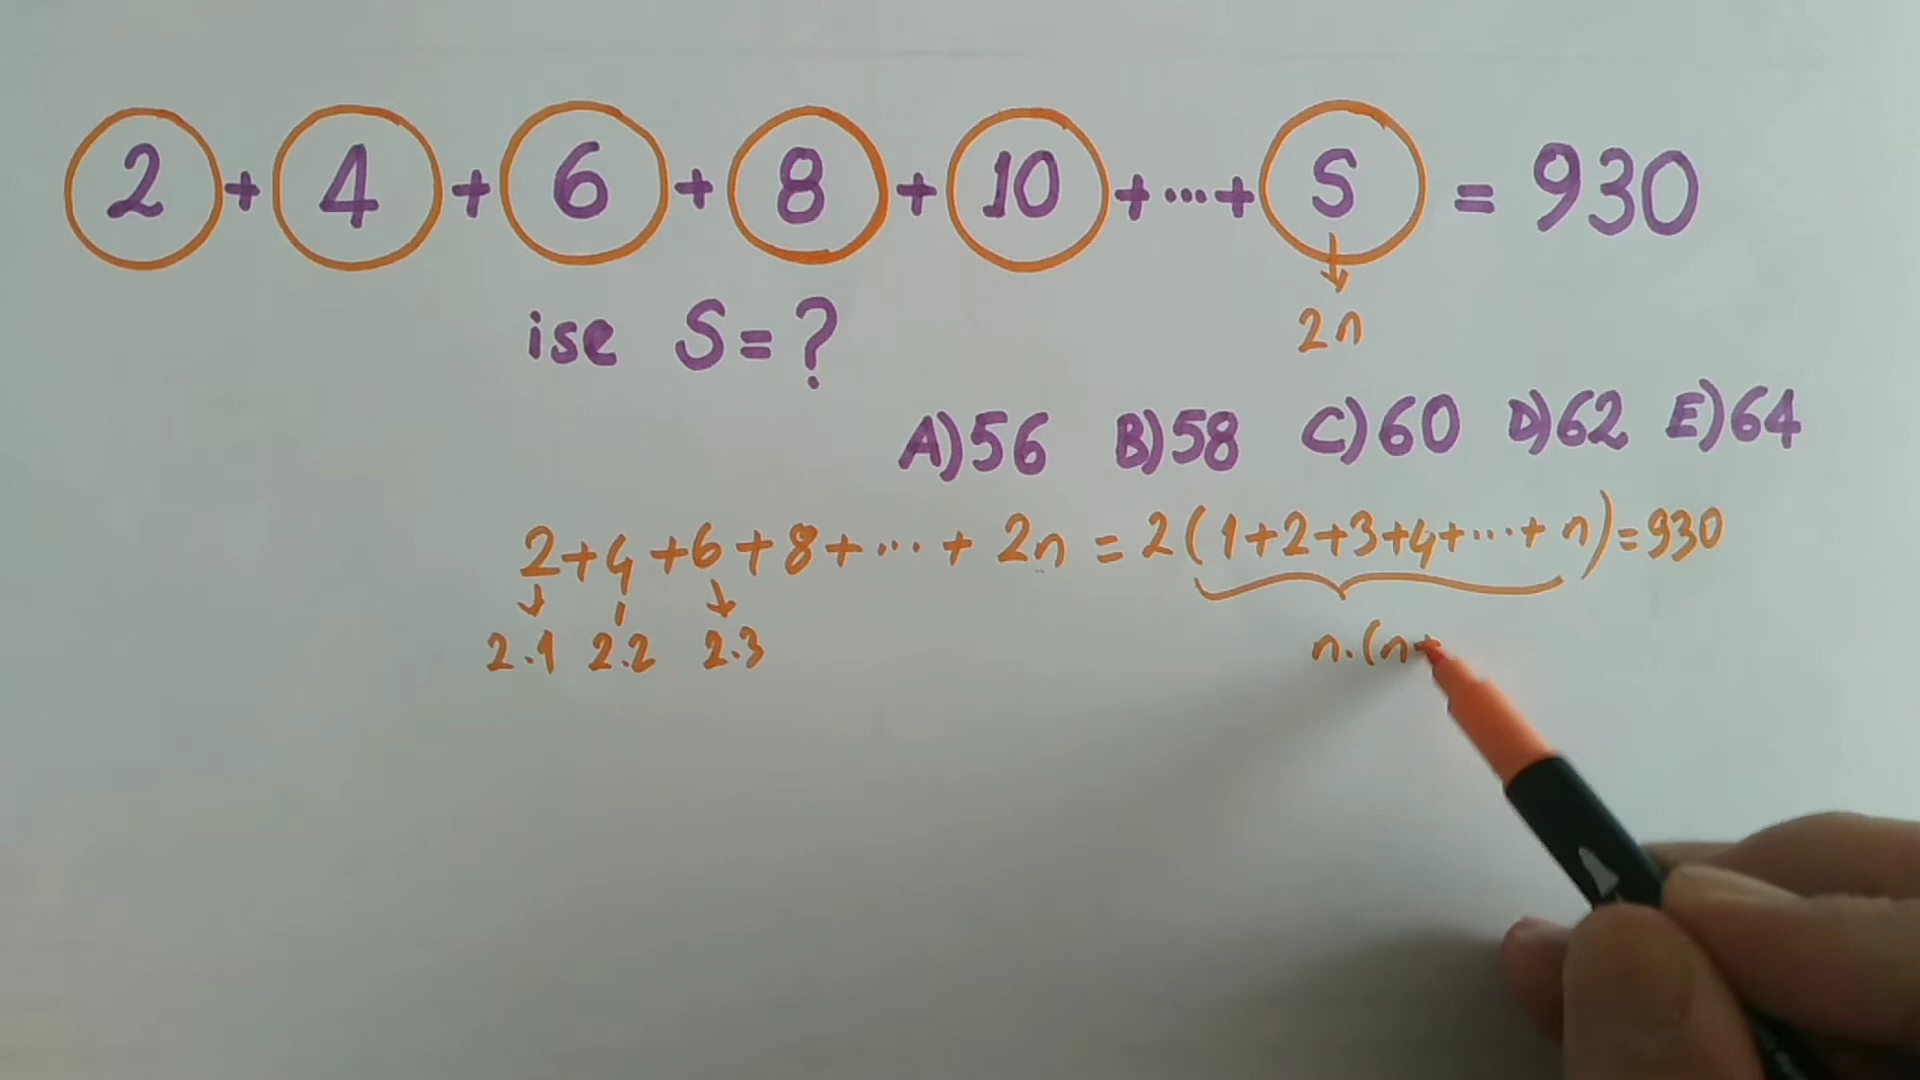 2 + 4 + 6 + 8 + 10 + ... + S = 930
2n
ise S = ?
A) 56 B) 58 C) 60 D) 62 E) 64
2+4+6+8+...+2n = 2(1+2+3+4+...+n) = 930
2.1 2.2 2.3 n.(n+